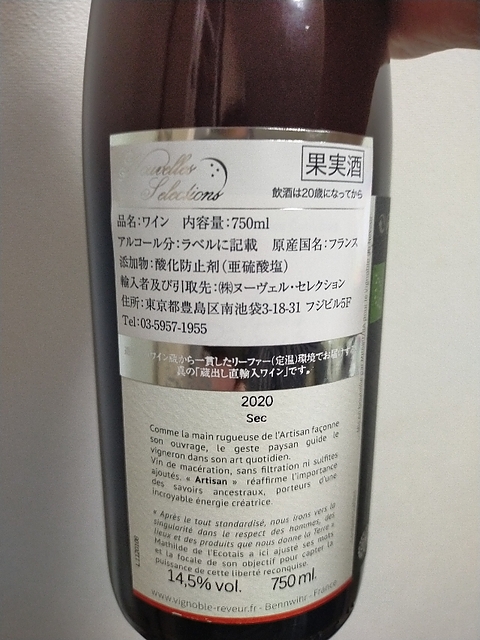 Nouvelles
Selections
果実酒
飲酒は20歳になってから
品名:ワイン 内容量:750ml
アルコール分:ラベルに記載 原産国名:フランス
添加物:酸化防止剤(亜硫酸塩)
輸入者及び引取先:㈱ヌーヴェル・セレクション
住所:東京都豊島区南池袋3-18-31 フジビル5F
Tel:03-5957-1955
ワイン蔵から一貫したリーファー(定温)環境でお届けする
真の「蔵出し直輸入ワイン」です。
2020
Sec
Comme la main rugueuse de l'Artisan façonne
son ouvrage, le geste paysan guide le
vigneron dans son art quotidien.
Vin de macération, sans filtration ni sulfites
ajoutés. « Artisan » réaffirme l'importance
des savoirs ancestraux, porteurs d'une
incroyable énergie créatrice.
« Après le tout standardisé, nous irons vers la
singularité dans le respect des hommes, des
lieux et des produits que nous donne la Terre »
Mathilde de l'Ecotais a ici ajusté ses mots
et la focale de son objectif pour capter la
puissance de cette liberté reconquise.
14,5% vol. 750 ml.
www.vignoble-reveur.fr - Bennwihr - France